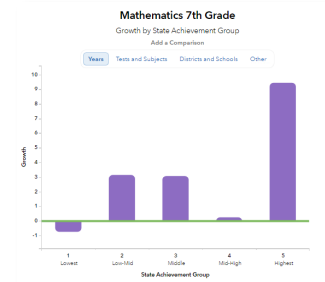 Mathematics 7th Grade
Growth by State Achievement Group
Add a Comparison
Years Tests and Subjects Districts and Schools Other
Growth
10
9
8
7
6
5
4
3
2
1
0
-1
1 2 3 4 5
Lowest Low-Mid Middle Mid-High Highest
State Achievement Group